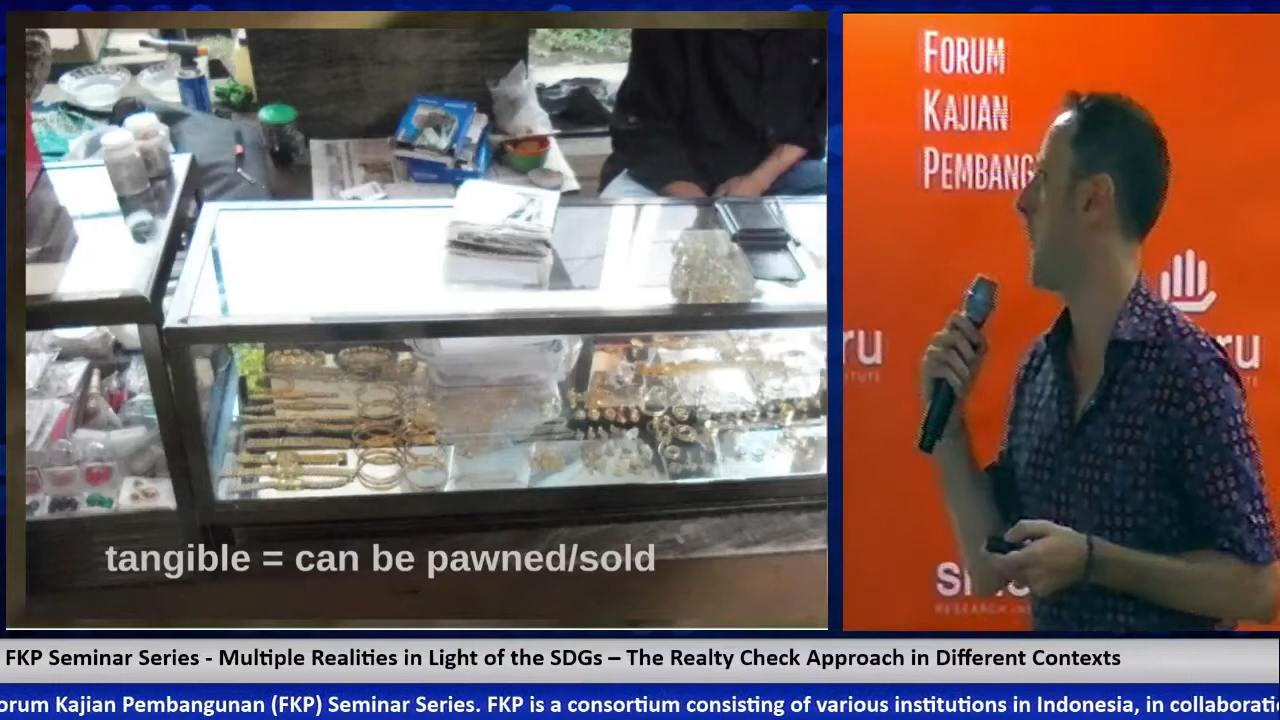 FORUM
KAJIAN
PEMBANG
tangible = can be pawned/sold
RESEARCH
FKP Seminar Series - Multiple Realities in Light of the SDGs – The Realty Check Approach in Different Contexts
orum Kajian Pembangunan (FKP) Seminar Series. FKP is a consortium consisting of various institutions in Indonesia, in collaborati